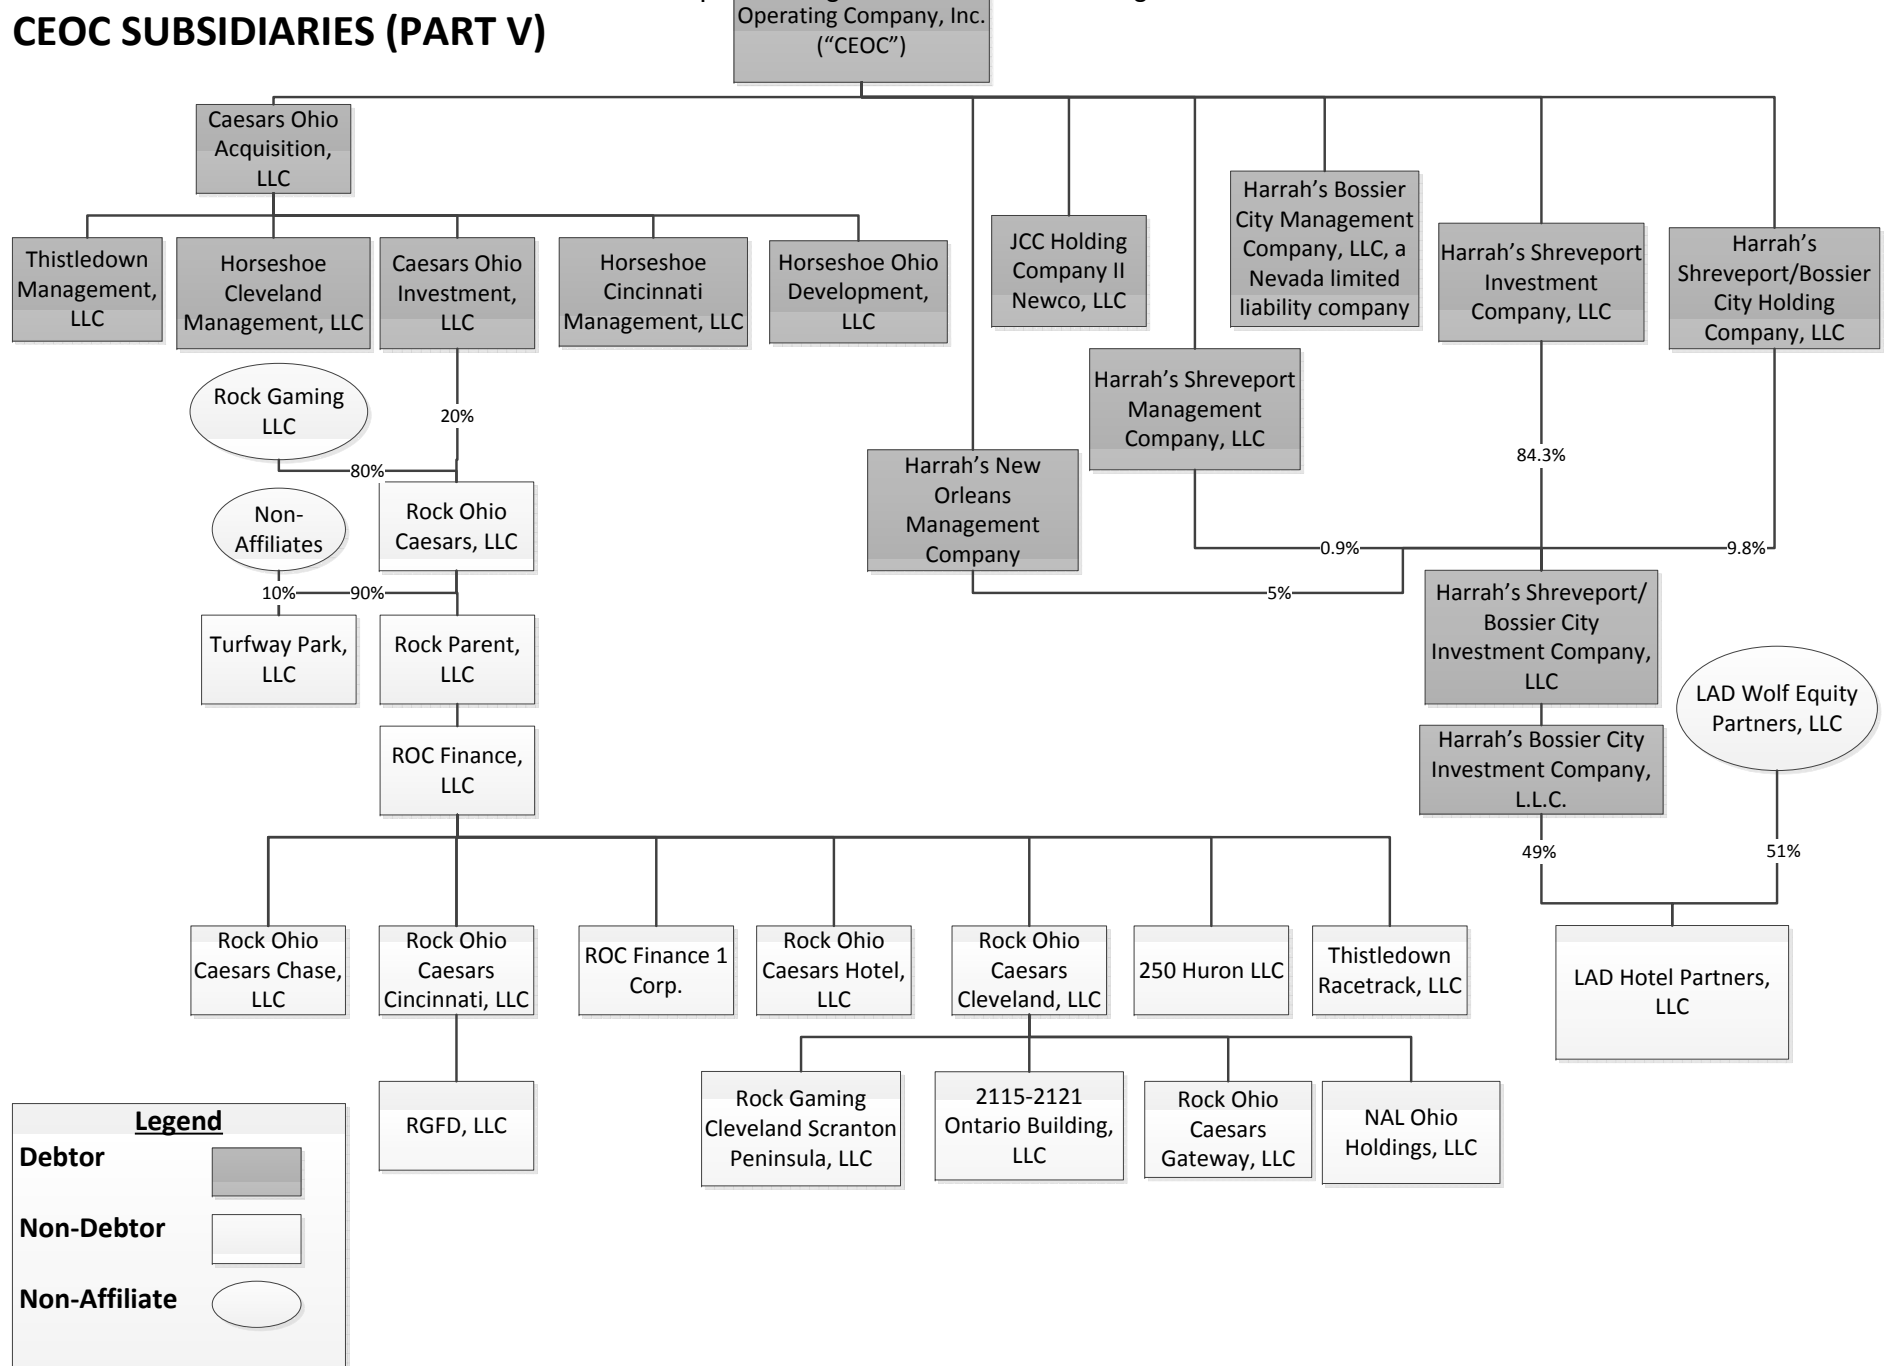 Operating Company, Inc.
("CEOC")
CEOC SUBSIDIARIES (PART V)
Caesars Ohio
Acquisition,
LLC
Thistledown
Management,
LLC
Horseshoe
Cleveland
Management, LLC
Caesars Ohio
Investment,
LLC
Horseshoe
Cincinnati
Management, LLC
Horseshoe Ohio
Development,
LLC
JCC Holding
Company II
Newco, LLC
Harrah’s Bossier
City Management
Company, LLC, a
Nevada limited
liability company
Harrah’s Shreveport
Investment
Company, LLC
Harrah’s
Shreveport/Bossier
City Holding
Company, LLC
Rock Gaming
LLC
20%
80%
Harrah’s Shreveport
Management
Company, LLC
84.3%
Harrah’s New
Orleans
Management
Company
Non-
Affiliates
Rock Ohio
Caesars, LLC
0.9%
9.8%
5%
10%
90%
Turfway Park,
LLC
Rock Parent,
LLC
Harrah’s Shreveport/
Bossier City
Investment Company,
LLC
LAD Wolf Equity
Partners, LLC
ROC Finance,
LLC
Harrah’s Bossier City
Investment Company,
L.L.C.
49%
51%
Rock Ohio
Caesars Chase,
LLC
Rock Ohio
Caesars
Cincinnati, LLC
ROC Finance 1
Corp.
Rock Ohio
Caesars Hotel,
LLC
Rock Ohio
Caesars
Cleveland, LLC
250 Huron LLC
Thistledown
Racetrack, LLC
LAD Hotel Partners,
LLC
RGFD, LLC
Rock Gaming
Cleveland Scranton
Peninsula, LLC
2115-2121
Ontario Building,
LLC
Rock Ohio
Caesars
Gateway, LLC
NAL Ohio
Holdings, LLC
Legend
Debtor
Non-Debtor
Non-Affiliate